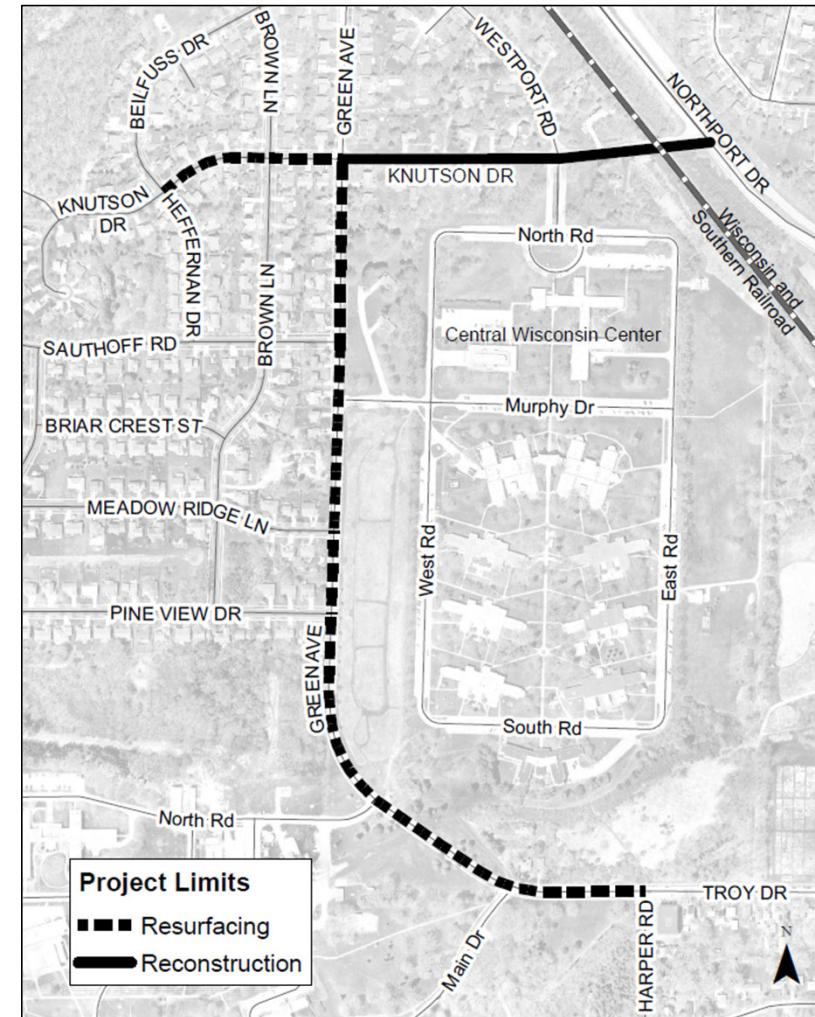 BEILFUSS DR
BROWN LN
GREEN AVE
WESTPORT RD
NORTHPORT DR
KNUTSON
DR
KNUTSON DR
HEFFERNAN DR
Wisconsin and
Southern Railroad
North Rd
BROWN LN
SAUTHOFF RD
Central Wisconsin Center
Murphy Dr
BRIAR CREST ST
MEADOW RIDGE LN
West Rd
East Rd
PINE VIEW DR
GREEN AVE
South Rd
North Rd
Project Limits
Resurfacing
Reconstruction
Main Dr
TROY DR
HARPER RD
N